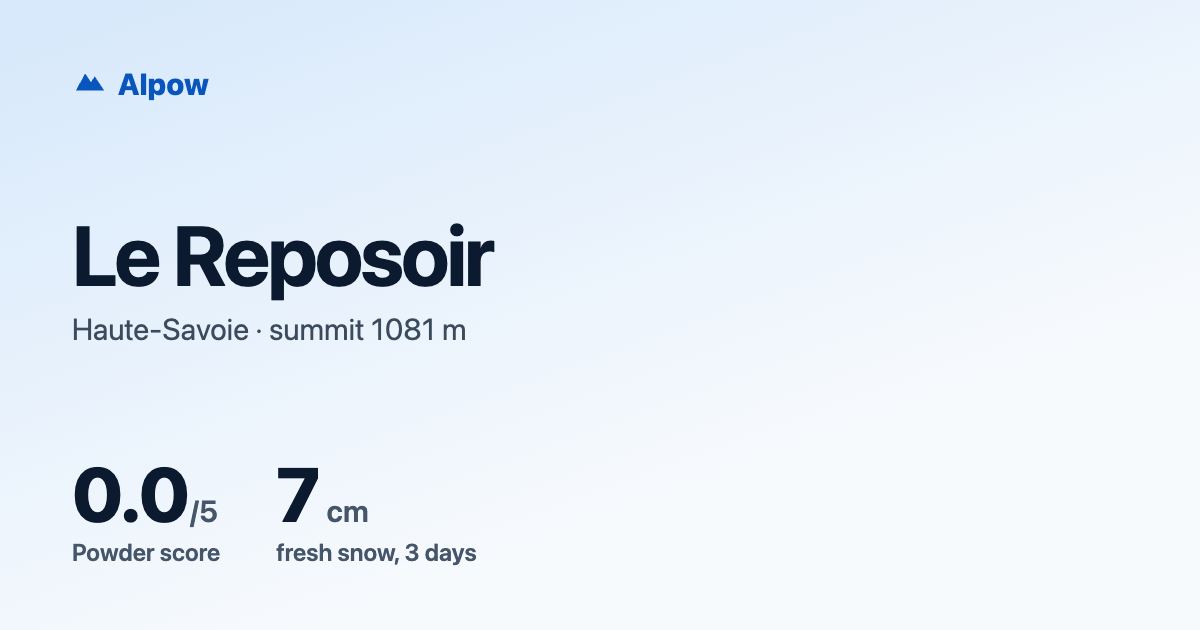 Alpow
Le Reposoir
Haute-Savoie · summit 1081 m
0.0/5 7 cm
Powder score fresh snow, 3 days